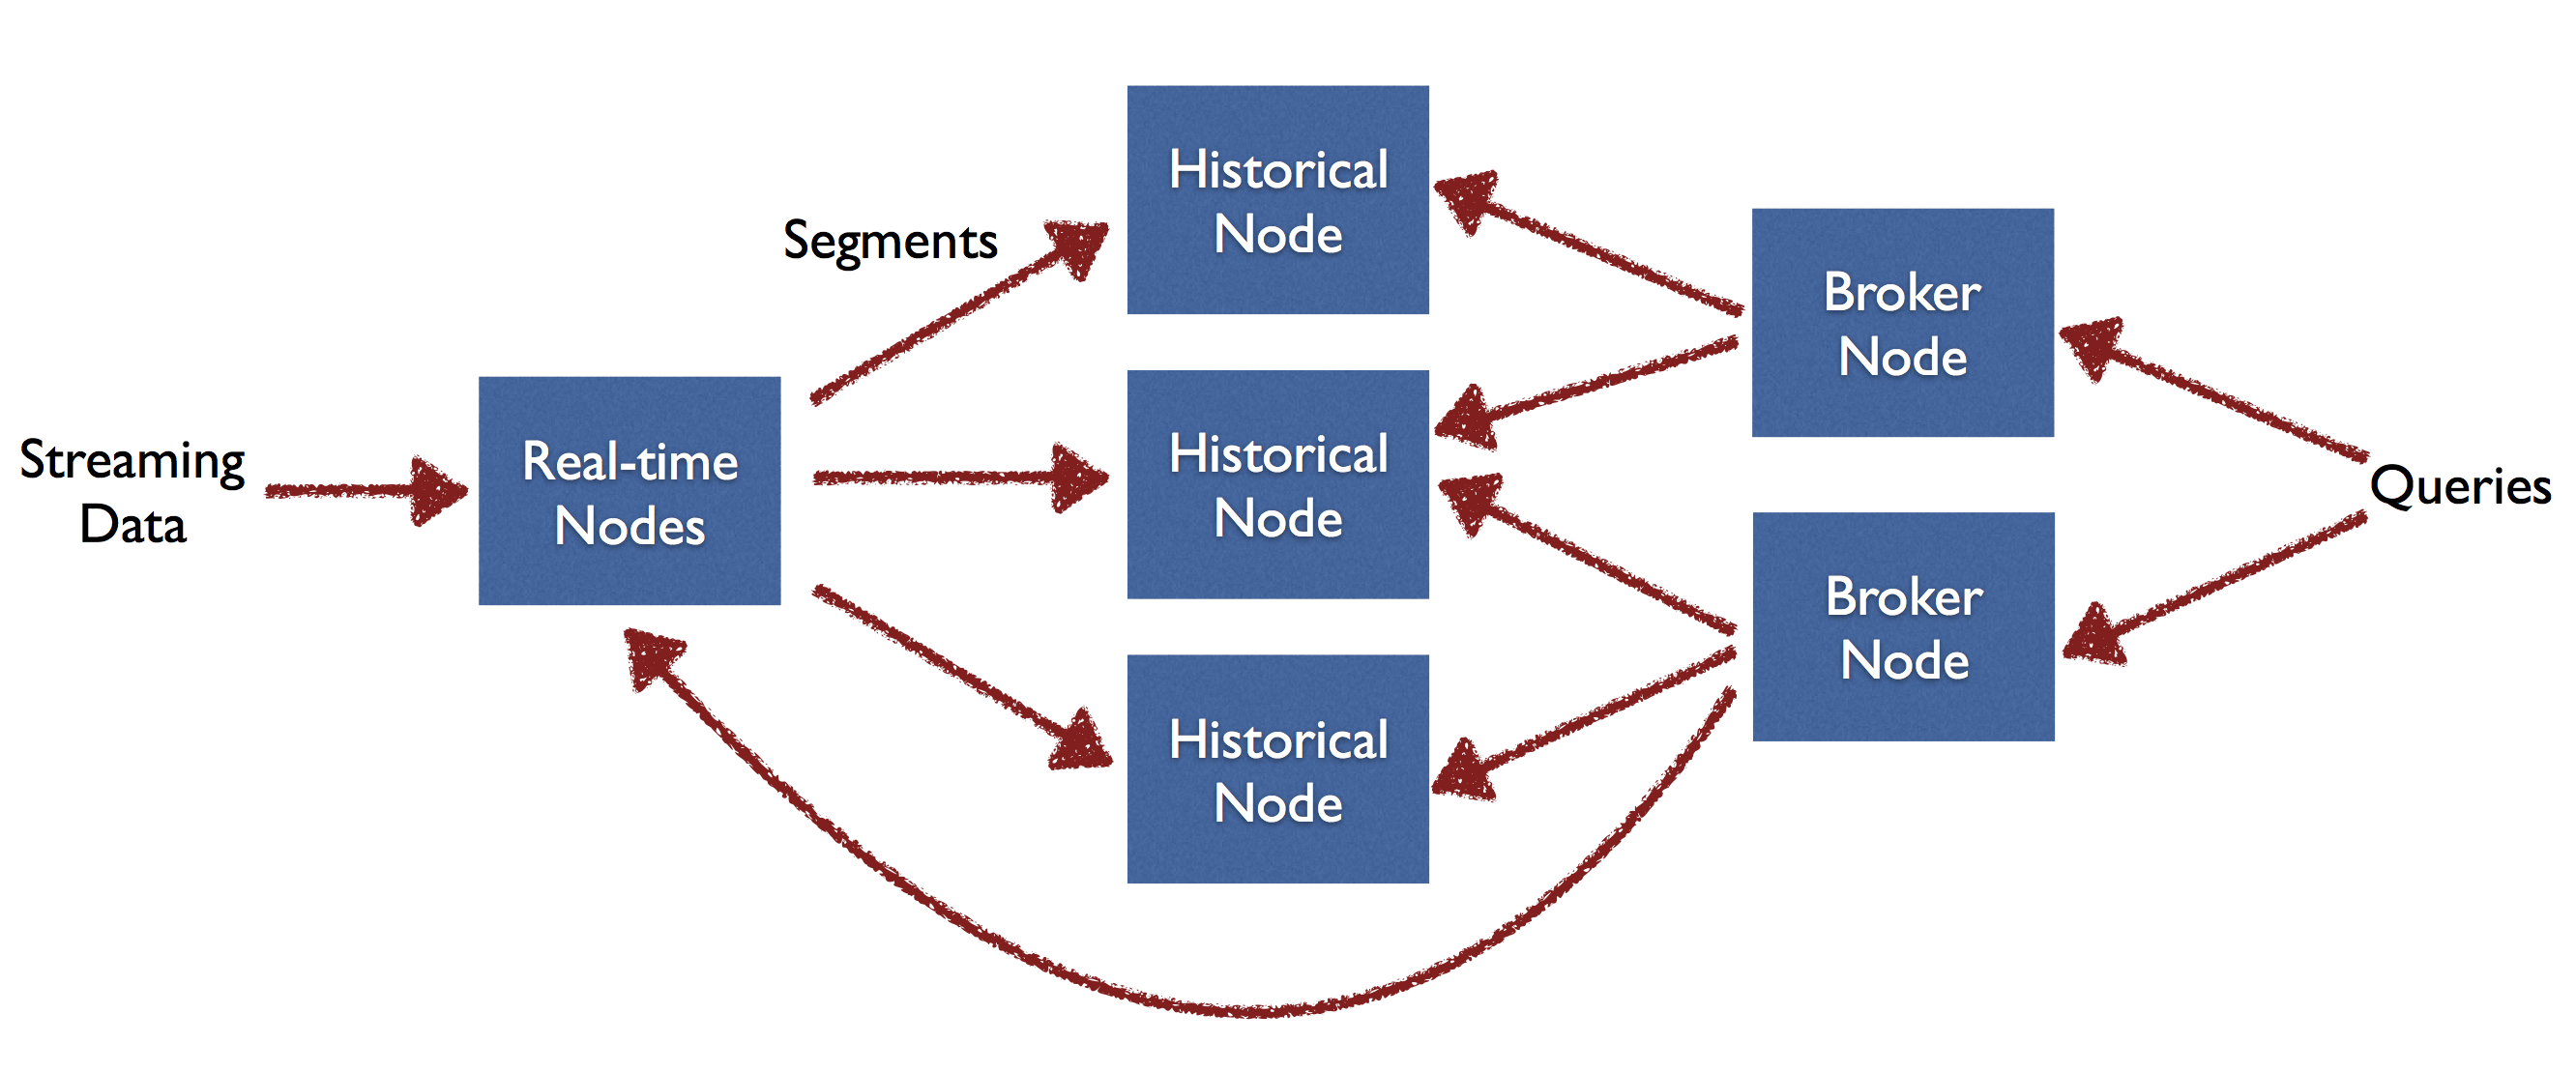 Streaming
Data
Real-time
Nodes
Segments
Historical
Node
Historical
Node
Historical
Node
Broker
Node
Broker
Node
Queries